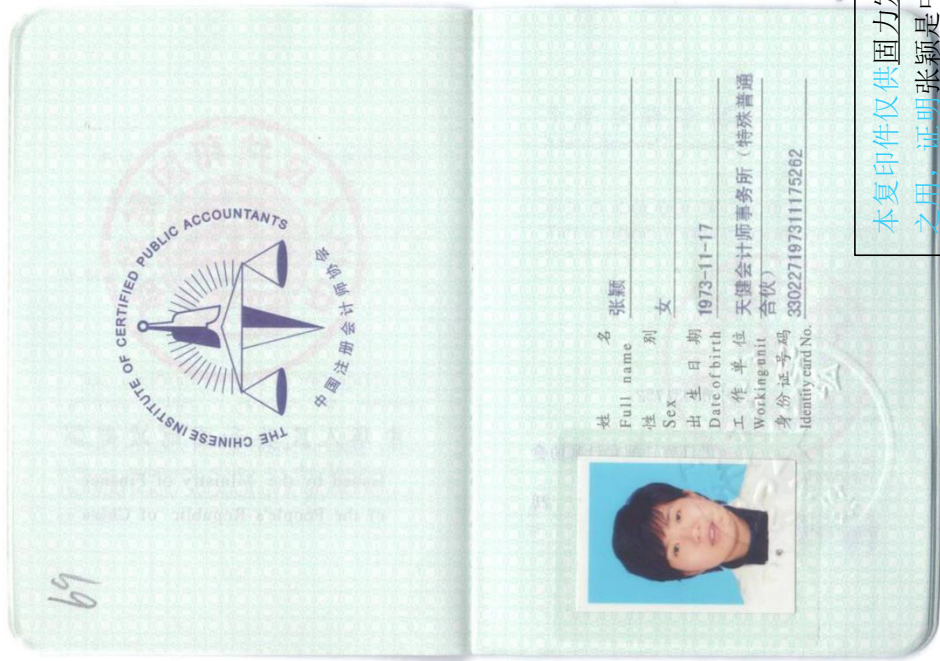 THE CHINESE INSTITUTE OF CERTIFIED PUBLIC ACCOUNTANTS
中国注册会计师协会
69
姓 名 张颖
Full name
性 别 女
Sex
出 生 日 期 1973-11-17
Date of birth
工 作 单 位 天健会计师事务所（特殊普通
Working unit 合伙）
身份证号码 330227197311175262
Identity card No.
本复印件仅供固力发
之用，证明张颖是中